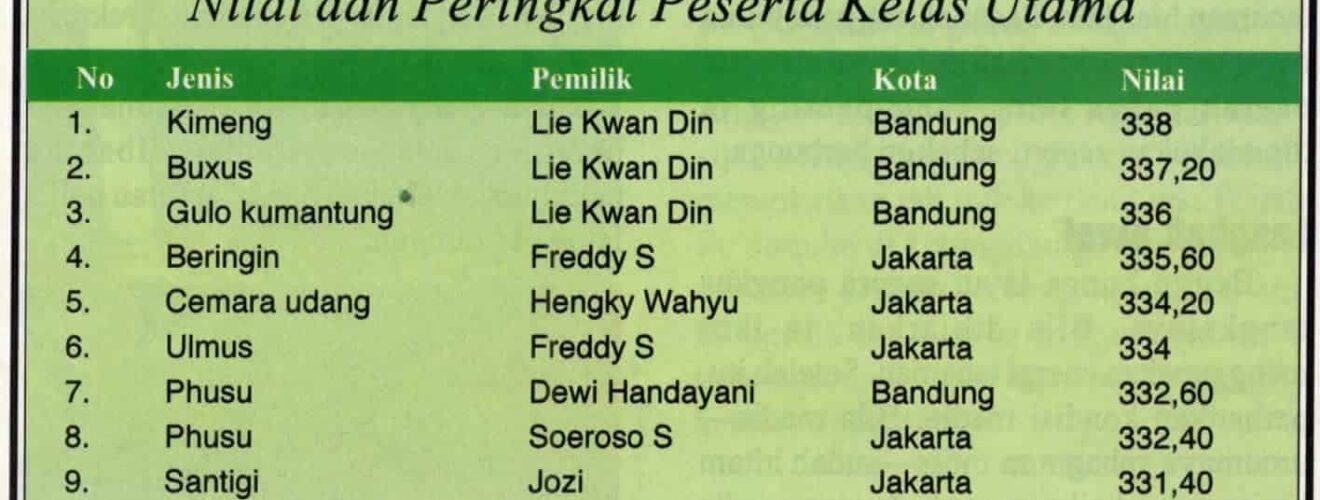 Nilai dan Peringkat Peserta Kelas Utama
No Jenis Pemilik Kota Nilai
1. Kimeng Lie Kwan Din Bandung 338
2. Buxus Lie Kwan Din Bandung 337,20
3. Gulo kumantung Lie Kwan Din Bandung 336
4. Beringin Freddy S Jakarta 335,60
5. Cemara udang Hengky Wahyu Jakarta 334,20
6. Ulmus Freddy S Jakarta 334
7. Phusu Dewi Handayani Bandung 332,60
8. Phusu Soeroso S Jakarta 332,40
9. Santigi Jozi Jakarta 331,40